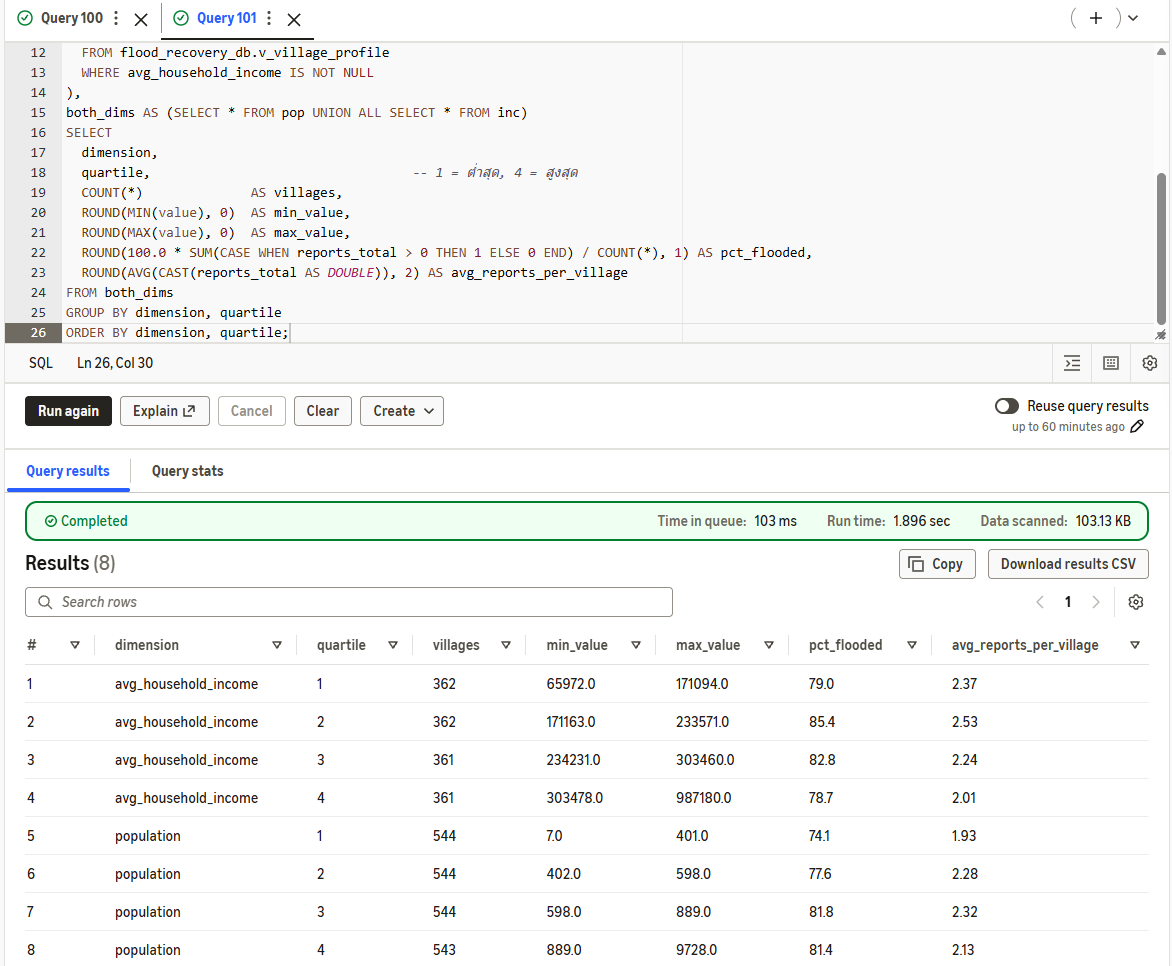 Query 100 Query 101
12 FROM flood_recovery_db.v_village_profile
13 WHERE avg_household_income IS NOT NULL
14 ),
15 both_dims AS (SELECT * FROM pop UNION ALL SELECT * FROM inc)
16 SELECT
17 dimension,
18 quartile, -- 1 = ต่ำสุด, 4 = สูงสุด
19 COUNT(*) AS villages,
20 ROUND(MIN(value), 0) AS min_value,
21 ROUND(MAX(value), 0) AS max_value,
22 ROUND(100.0 * SUM(CASE WHEN reports_total > 0 THEN 1 ELSE 0 END) / COUNT(*), 1) AS pct_flooded,
23 ROUND(AVG(CAST(reports_total AS DOUBLE)), 2) AS avg_reports_per_village
24 FROM both_dims
25 GROUP BY dimension, quartile
26 ORDER BY dimension, quartile;
SQL Ln 26, Col 30
Run again Explain Cancel Clear Create Reuse query results
up to 60 minutes ago
Query results Query stats
Completed Time in queue: 103 ms Run time: 1.896 sec Data scanned: 103.13 KB
Results (8) Copy Download results CSV
Search rows 1
# dimension quartile villages min_value max_value pct_flooded avg_reports_per_village
1 avg_household_income 1 362 65972.0 171094.0 79.0 2.37
2 avg_household_income 2 362 171163.0 233571.0 85.4 2.53
3 avg_household_income 3 361 234231.0 303460.0 82.8 2.24
4 avg_household_income 4 361 303478.0 987180.0 78.7 2.01
5 population 1 544 7.0 401.0 74.1 1.93
6 population 2 544 402.0 598.0 77.6 2.28
7 population 3 544 598.0 889.0 81.8 2.32
8 population 4 543 889.0 9728.0 81.4 2.13